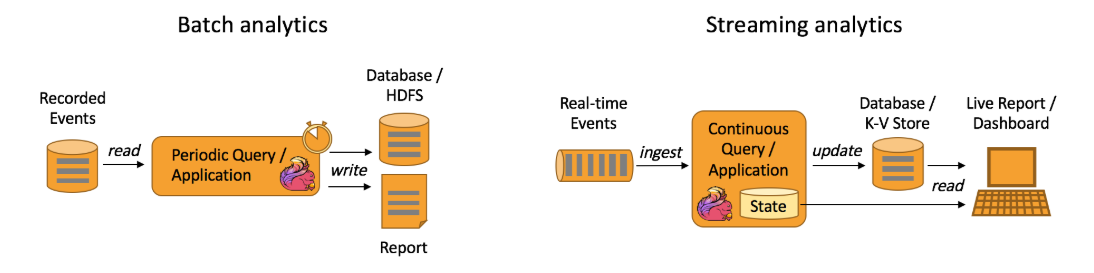 Batch analytics
Recorded
Events
read
Periodic Query /
Application
write
Database /
HDFS
Report
Streaming analytics
Real-time
Events
ingest
Continuous
Query /
Application
State
update
Database /
K-V Store
read
Live Report /
Dashboard